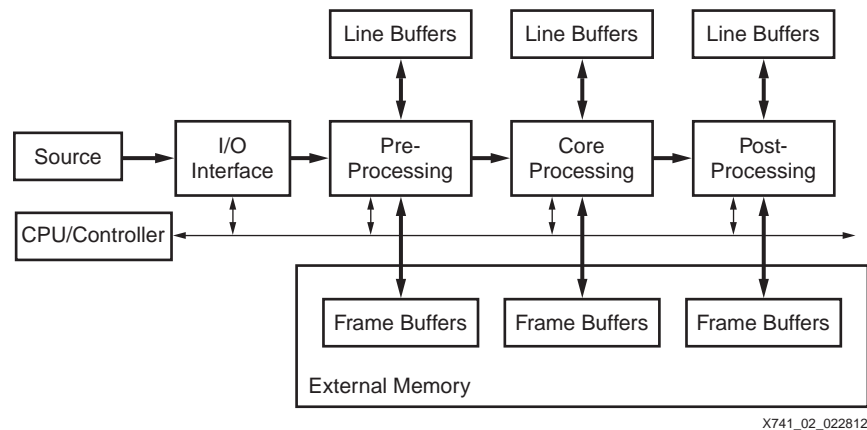 Line Buffers
Line Buffers
Line Buffers
Source
I/O
Interface
Pre-
Processing
Core
Processing
Post-
Processing
CPU/Controller
Frame Buffers
Frame Buffers
Frame Buffers
External Memory
X741_02_022812